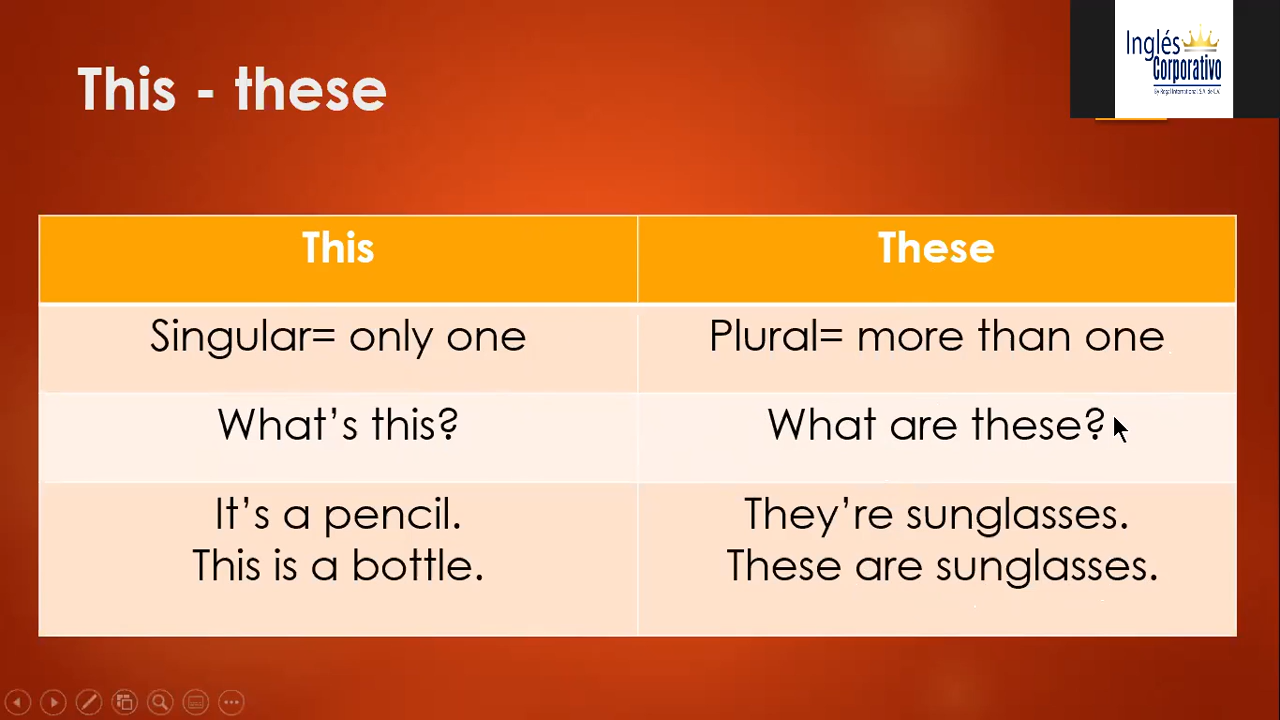 Inglés
Corporativo
This - these
This
These
Singular= only one
Plural= more than one
What's this?
What are these?
It's a pencil.
This is a bottle.
They're sunglasses.
These are sunglasses.